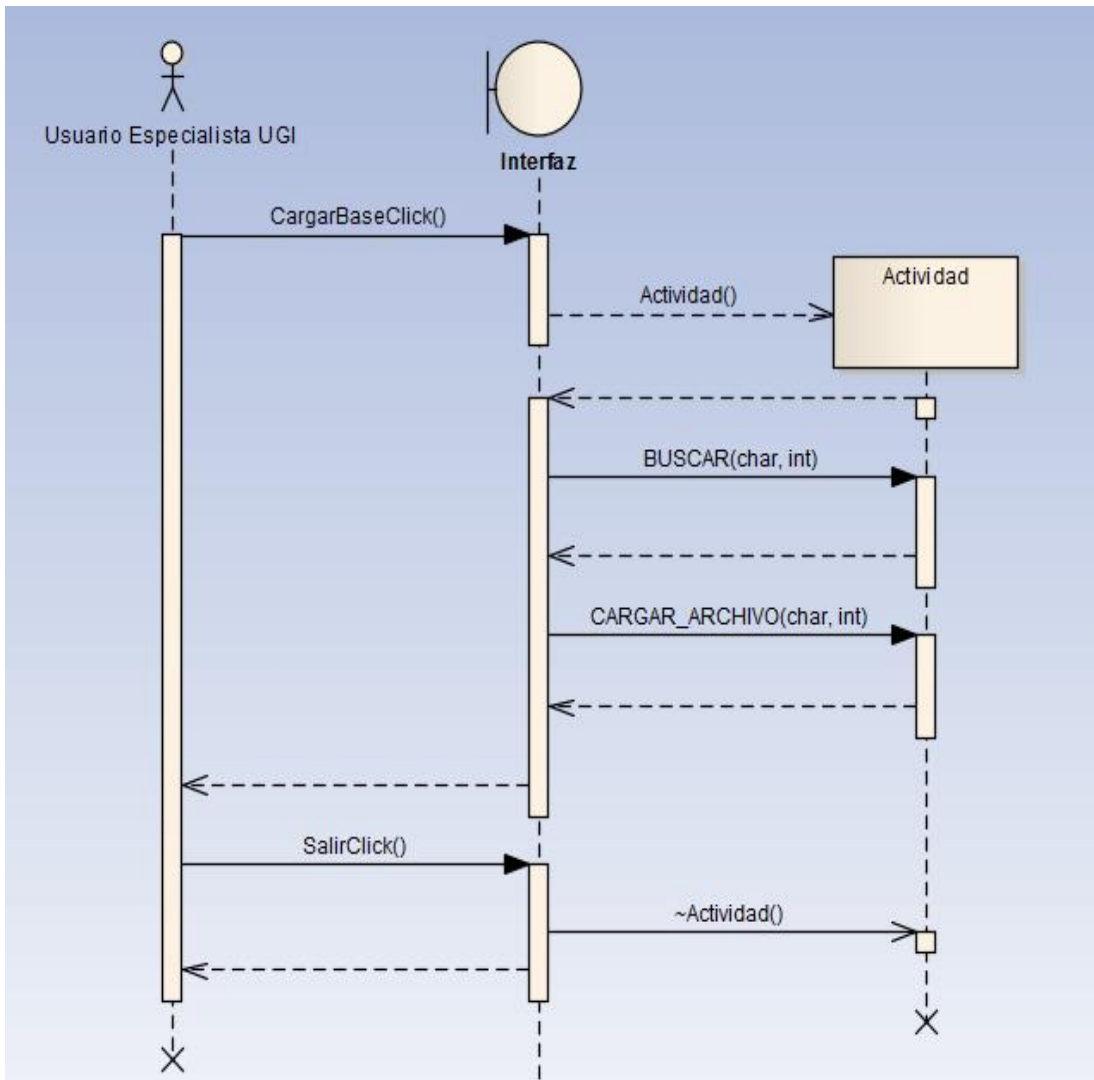 Usuario Especialista UGI
Interfaz
CargarBaseClick()
Actividad
Actividad()
BUSCAR(char, int)
CARGAR_ARCHIVO(char, int)
SalirClick()
~Actividad()